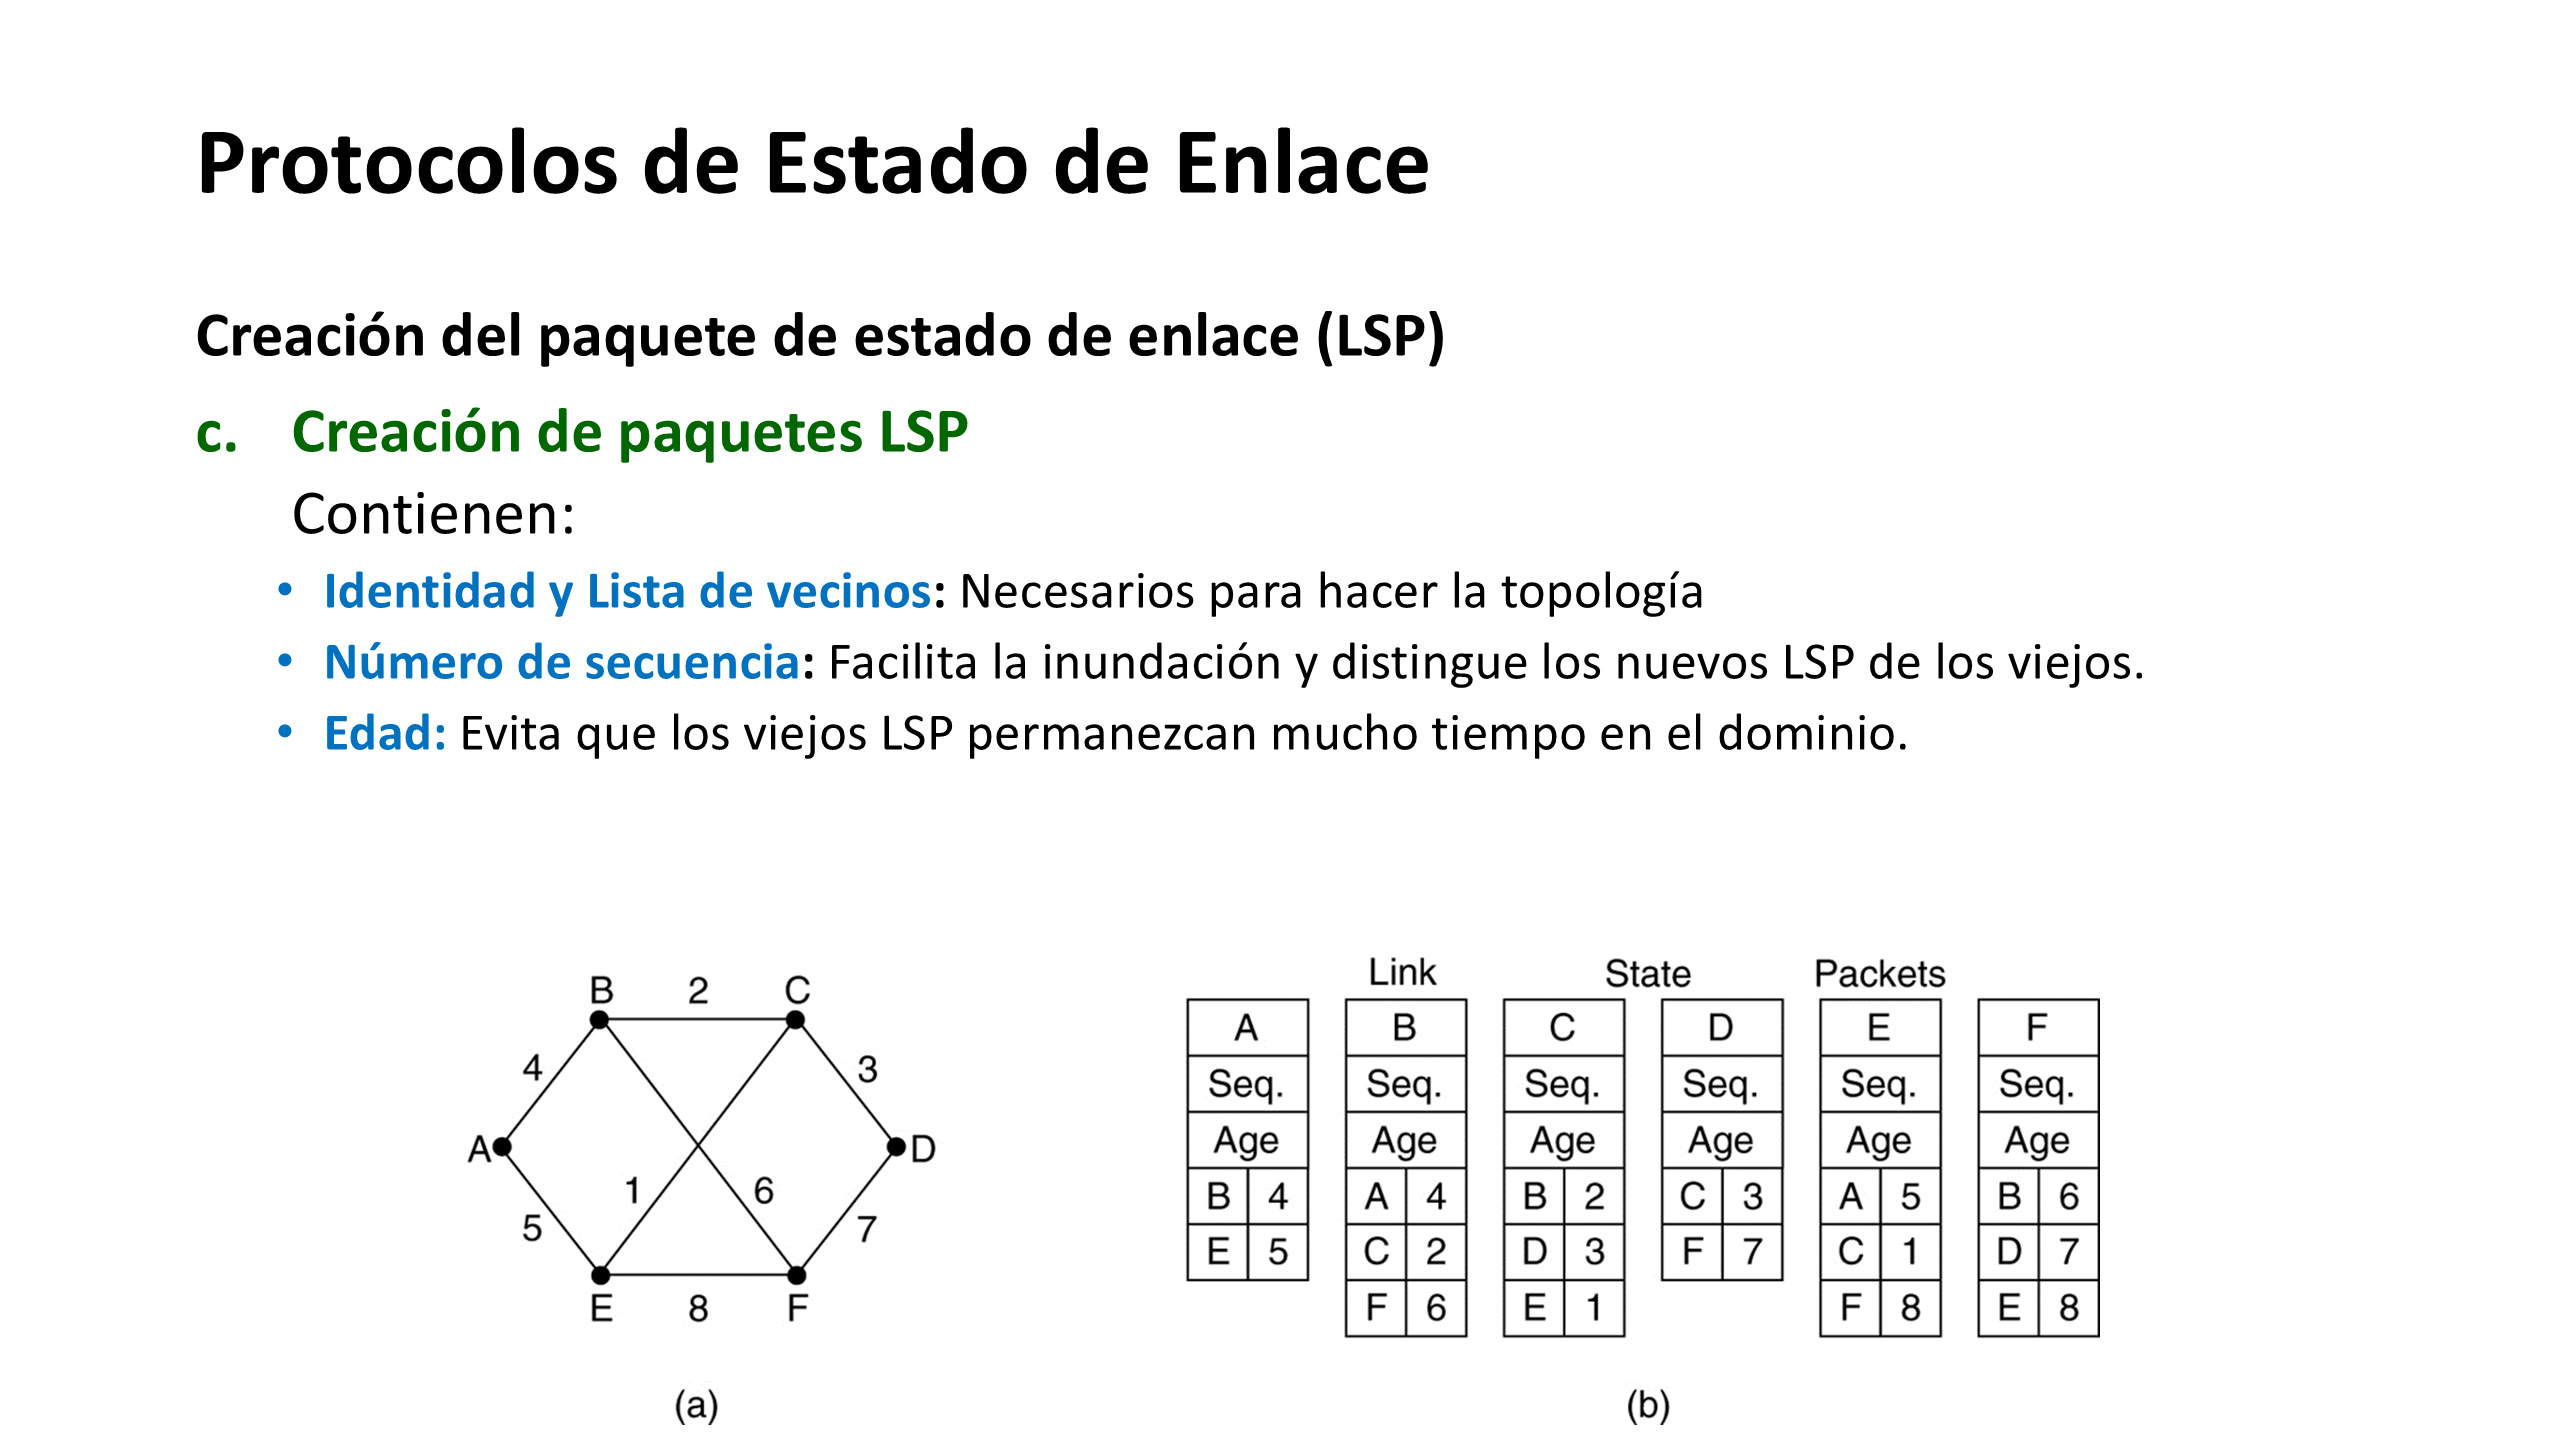 Protocolos de Estado de Enlace
Creación del paquete de estado de enlace (LSP)
c. Creación de paquetes LSP
Contienen:
• Identidad y Lista de vecinos: Necesarios para hacer la topología
• Número de secuencia: Facilita la inundación y distingue los nuevos LSP de los viejos.
• Edad: Evita que los viejos LSP permanezcan mucho tiempo en el dominio.
B 2 C
4 3
A D
1 6
5 7
E 8 F
(a)
Link State Packets
A B C D E F
Seq. Seq. Seq. Seq. Seq. Seq.
Age Age Age Age Age Age
B 4 A 4 B 2 C 3 A 5 B 6
E 5 C 2 D 3 F 7 C 1 D 7
F 6 E 1 F 8 E 8
(b)